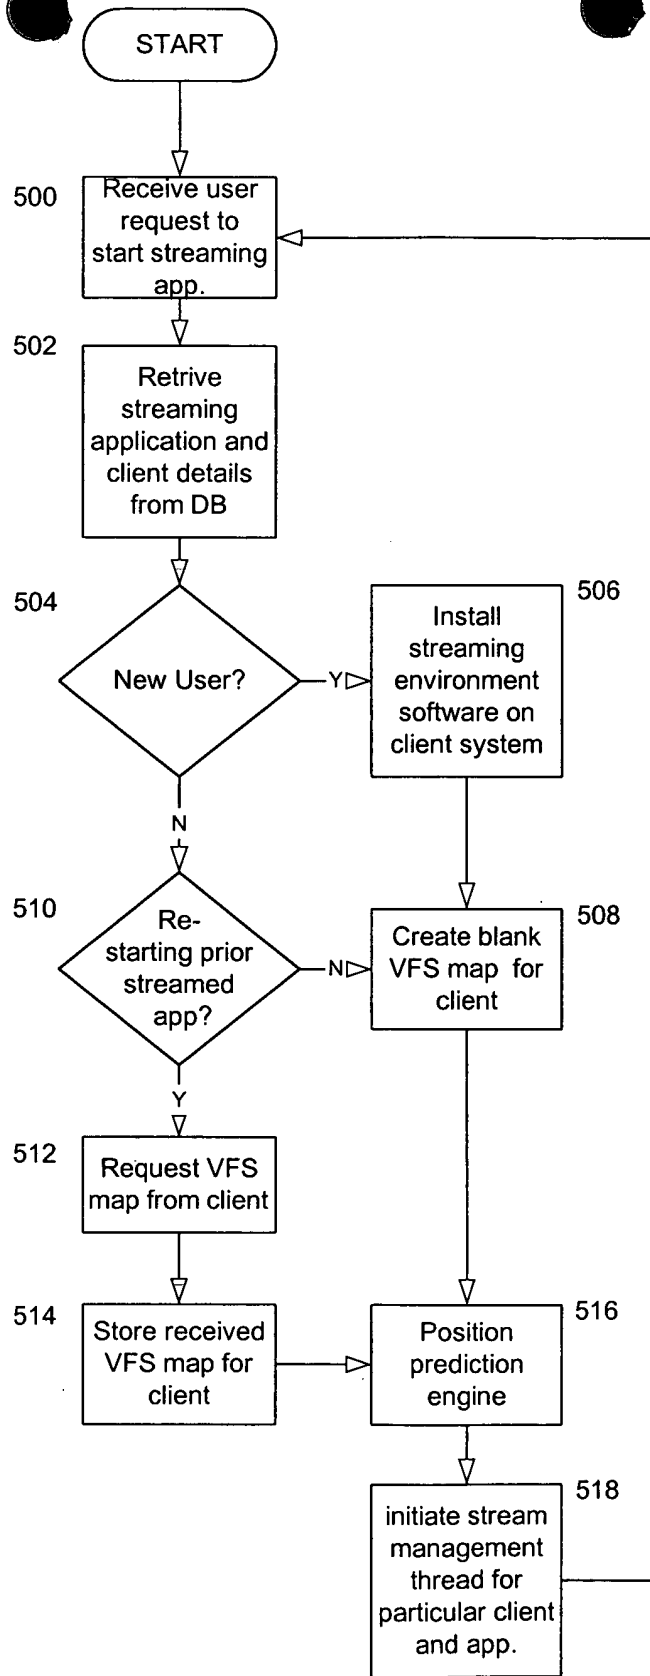 START
500
Receive user
request to
start streaming
app.
502
Retrive
streaming
application and
client details
from DB
504
New User?
Y
506
Install
streaming
environment
software on
client system
N
510
Re-
starting prior
streamed
app?
N
508
Create blank
VFS map for
client
Y
512
Request VFS
map from client
514
Store received
VFS map for
client
516
Position
prediction
engine
518
initiate stream
management
thread for
particular client
and app.